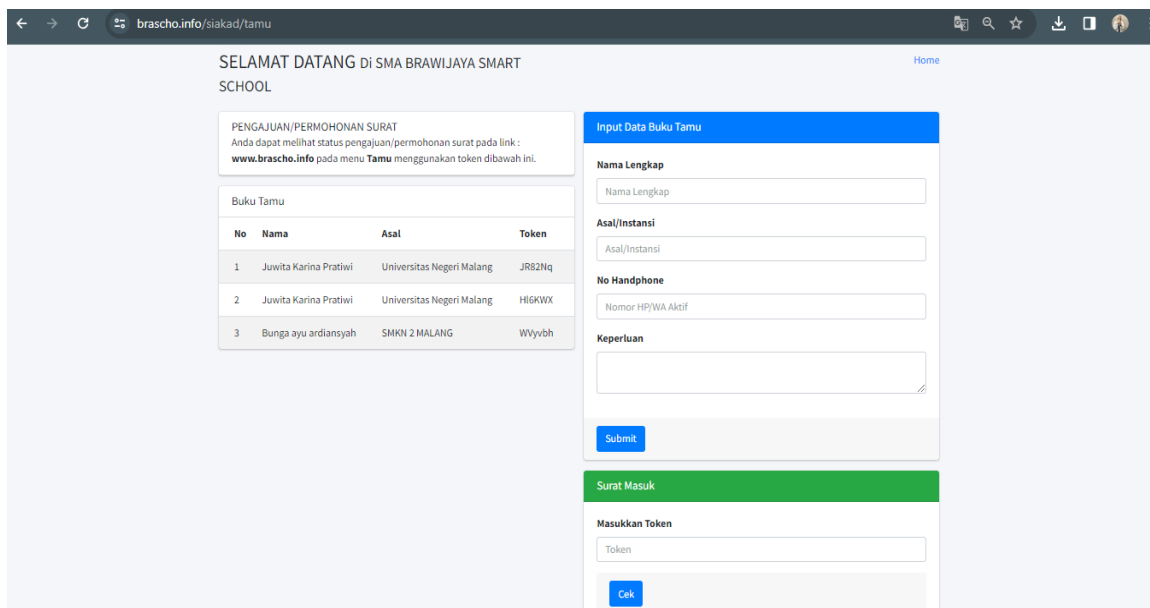 brascho.info/siakad/tamu
SELAMAT DATANG Di SMA BRAWIJAYA SMART
SCHOOL
Home
PENGAJUAN/PERMOHONAN SURAT
Anda dapat melihat status pengajuan/permohonan surat pada link :
www.brascho.info pada menu Tamu menggunakan token dibawah ini.
Buku Tamu
No Nama Asal Token
1 Juwita Karina Pratiwi Universitas Negeri Malang JR82Nq
2 Juwita Karina Pratiwi Universitas Negeri Malang Hl6KWX
3 Bunga ayu ardiansyah SMKN 2 MALANG WVyvbh
Input Data Buku Tamu
Nama Lengkap
Nama Lengkap
Asal/Instansi
Asal/Instansi
No Handphone
Nomor HP/WA Aktif
Keperluan
Submit
Surat Masuk
Masukkan Token
Token
Cek